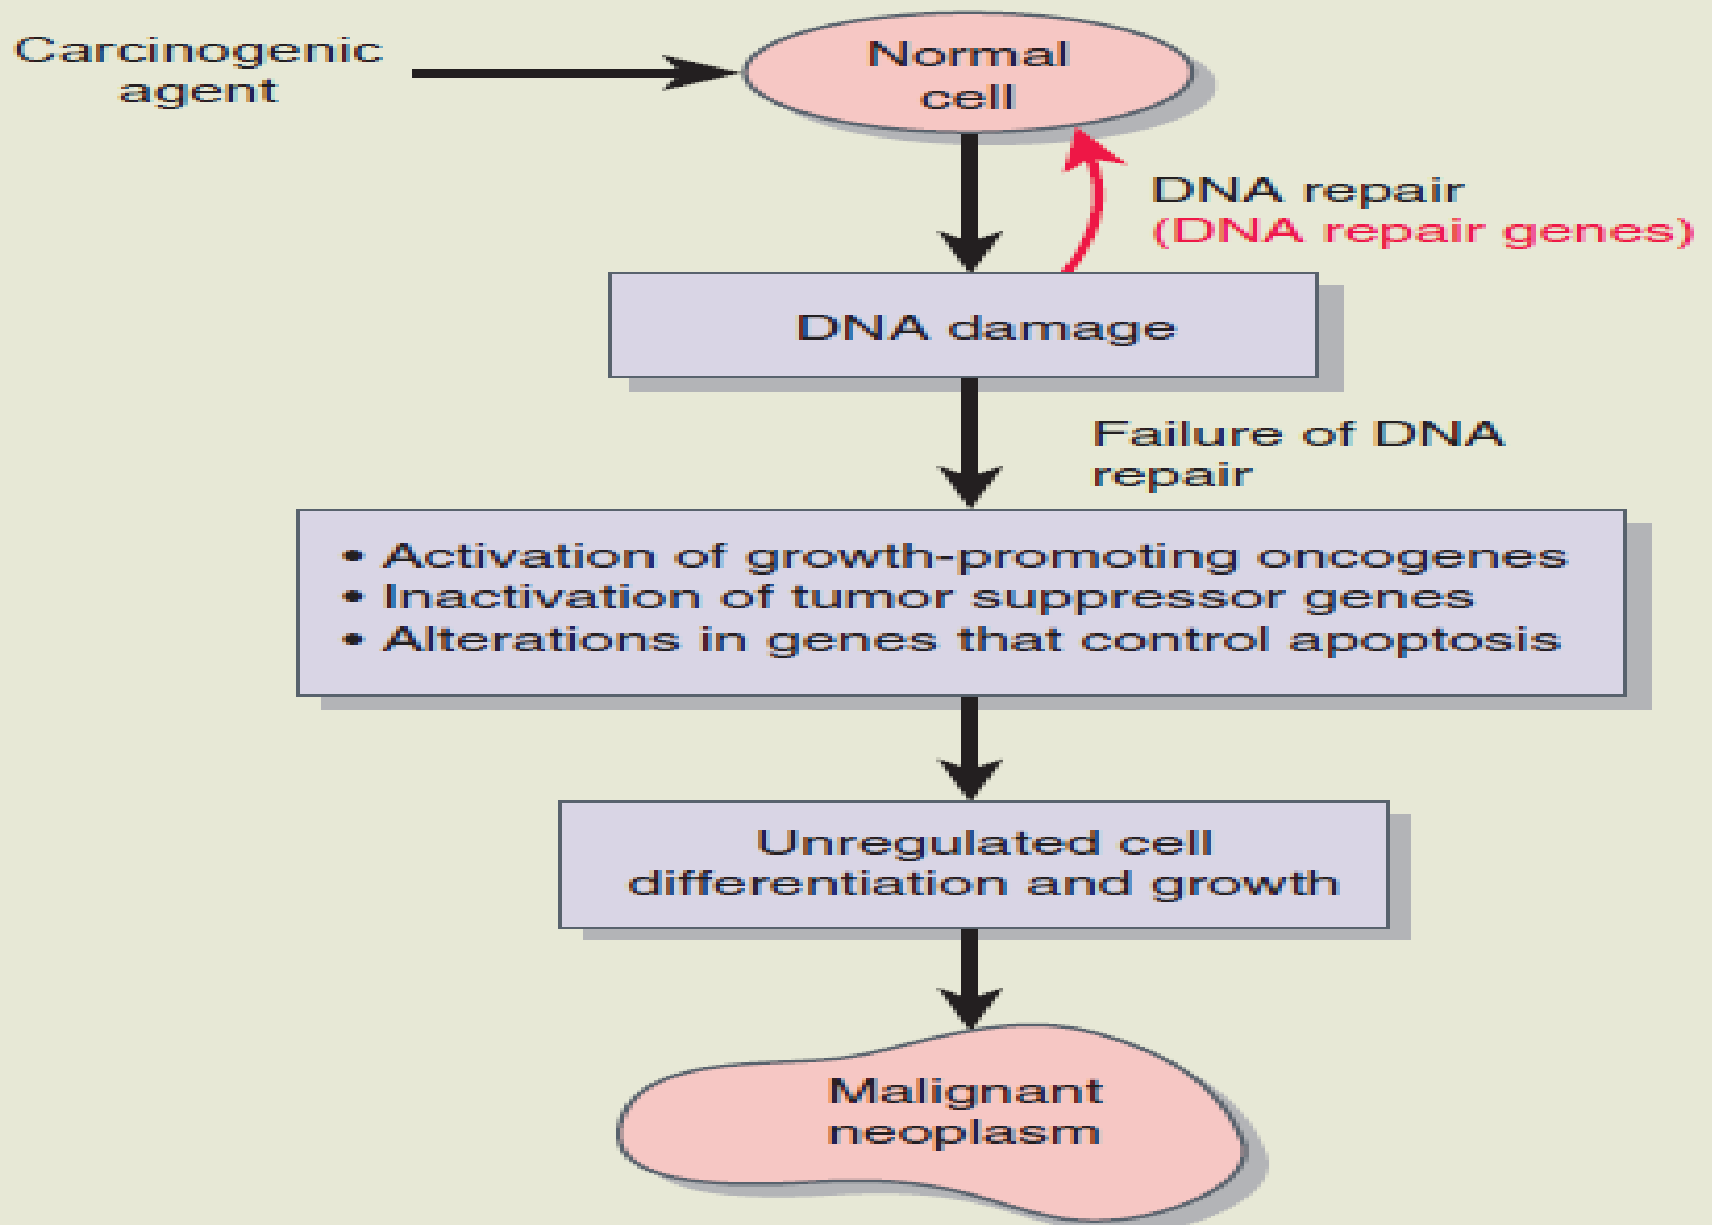 Carcinogenic
agent
Normal
cell
DNA repair
(DNA repair genes)
DNA damage
Failure of DNA
repair
• Activation of growth-promoting oncogenes
• Inactivation of tumor suppressor genes
• Alterations in genes that control apoptosis
Unregulated cell
differentiation and growth
Malignant
neoplasm